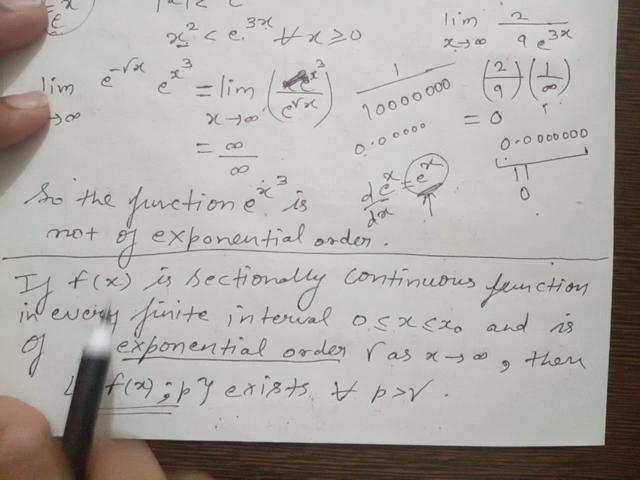 x² < e^3x ∀ x ≥ 0
lim x→∞ 2 / 9 e^3x
lim →∞ e^-√x e^x³ = lim x→∞ (e^x³ / e^√x)
1 / 10000000
(2/9) (1/∞)
0.00000
= 0
= ∞ / ∞
0.0000000
0
d/dx e^x = e^x
So the function e^x³ is
not of exponential order.
If f(x) is sectionally continuous function
in every finite interval 0 ≤ x ≤ x₀ and is
of exponential order γ as x→∞, then
f(x) ; p} exists ∀ p > γ.